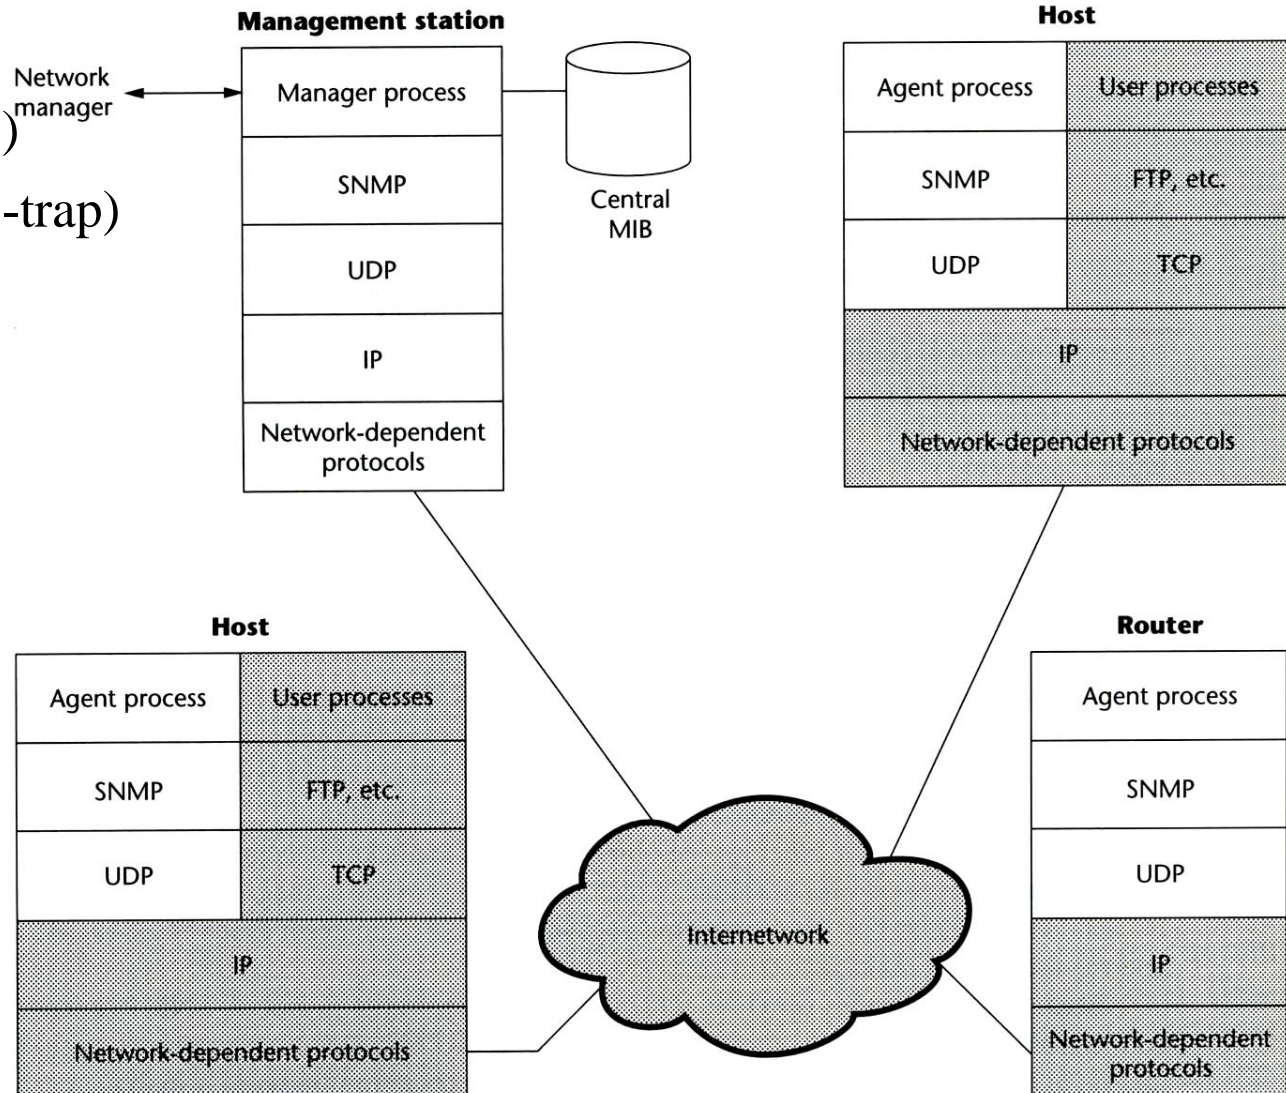 Management station
Network
manager
)
-trap)
Manager process
SNMP
UDP
IP
Network-dependent
protocols
Central
MIB
Host
Agent process
User processes
SNMP
FTP, etc.
UDP
TCP
IP
Network-dependent protocols
Host
Agent process
User processes
SNMP
FTP, etc.
UDP
TCP
IP
Network-dependent protocols
Internetwork
Router
Agent process
SNMP
UDP
IP
Network-dependent
protocols